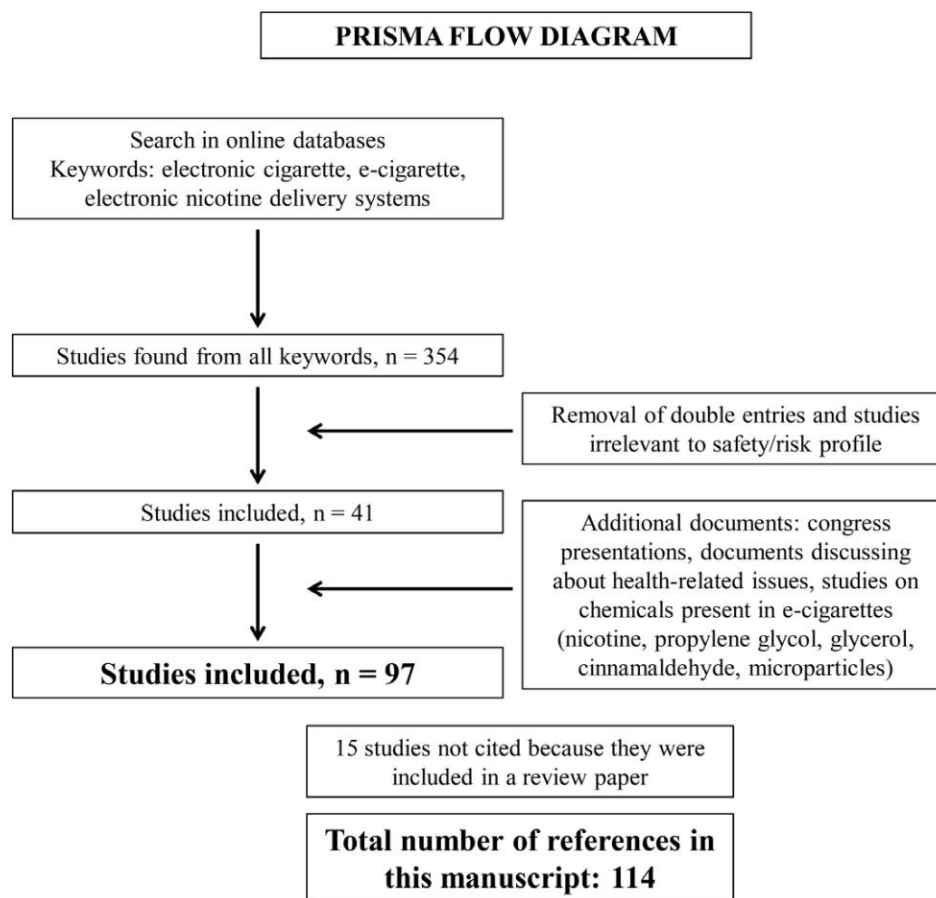 PRISMA FLOW DIAGRAM
Search in online databases
Keywords: electronic cigarette, e-cigarette,
electronic nicotine delivery systems
Studies found from all keywords, n = 354
Removal of double entries and studies
irrelevant to safety/risk profile
Studies included, n = 41
Additional documents: congress
presentations, documents discussing
about health-related issues, studies on
chemicals present in e-cigarettes
(nicotine, propylene glycol, glycerol,
cinnamaldehyde, microparticles)
Studies included, n = 97
15 studies not cited because they were
included in a review paper
Total number of references in
this manuscript: 114